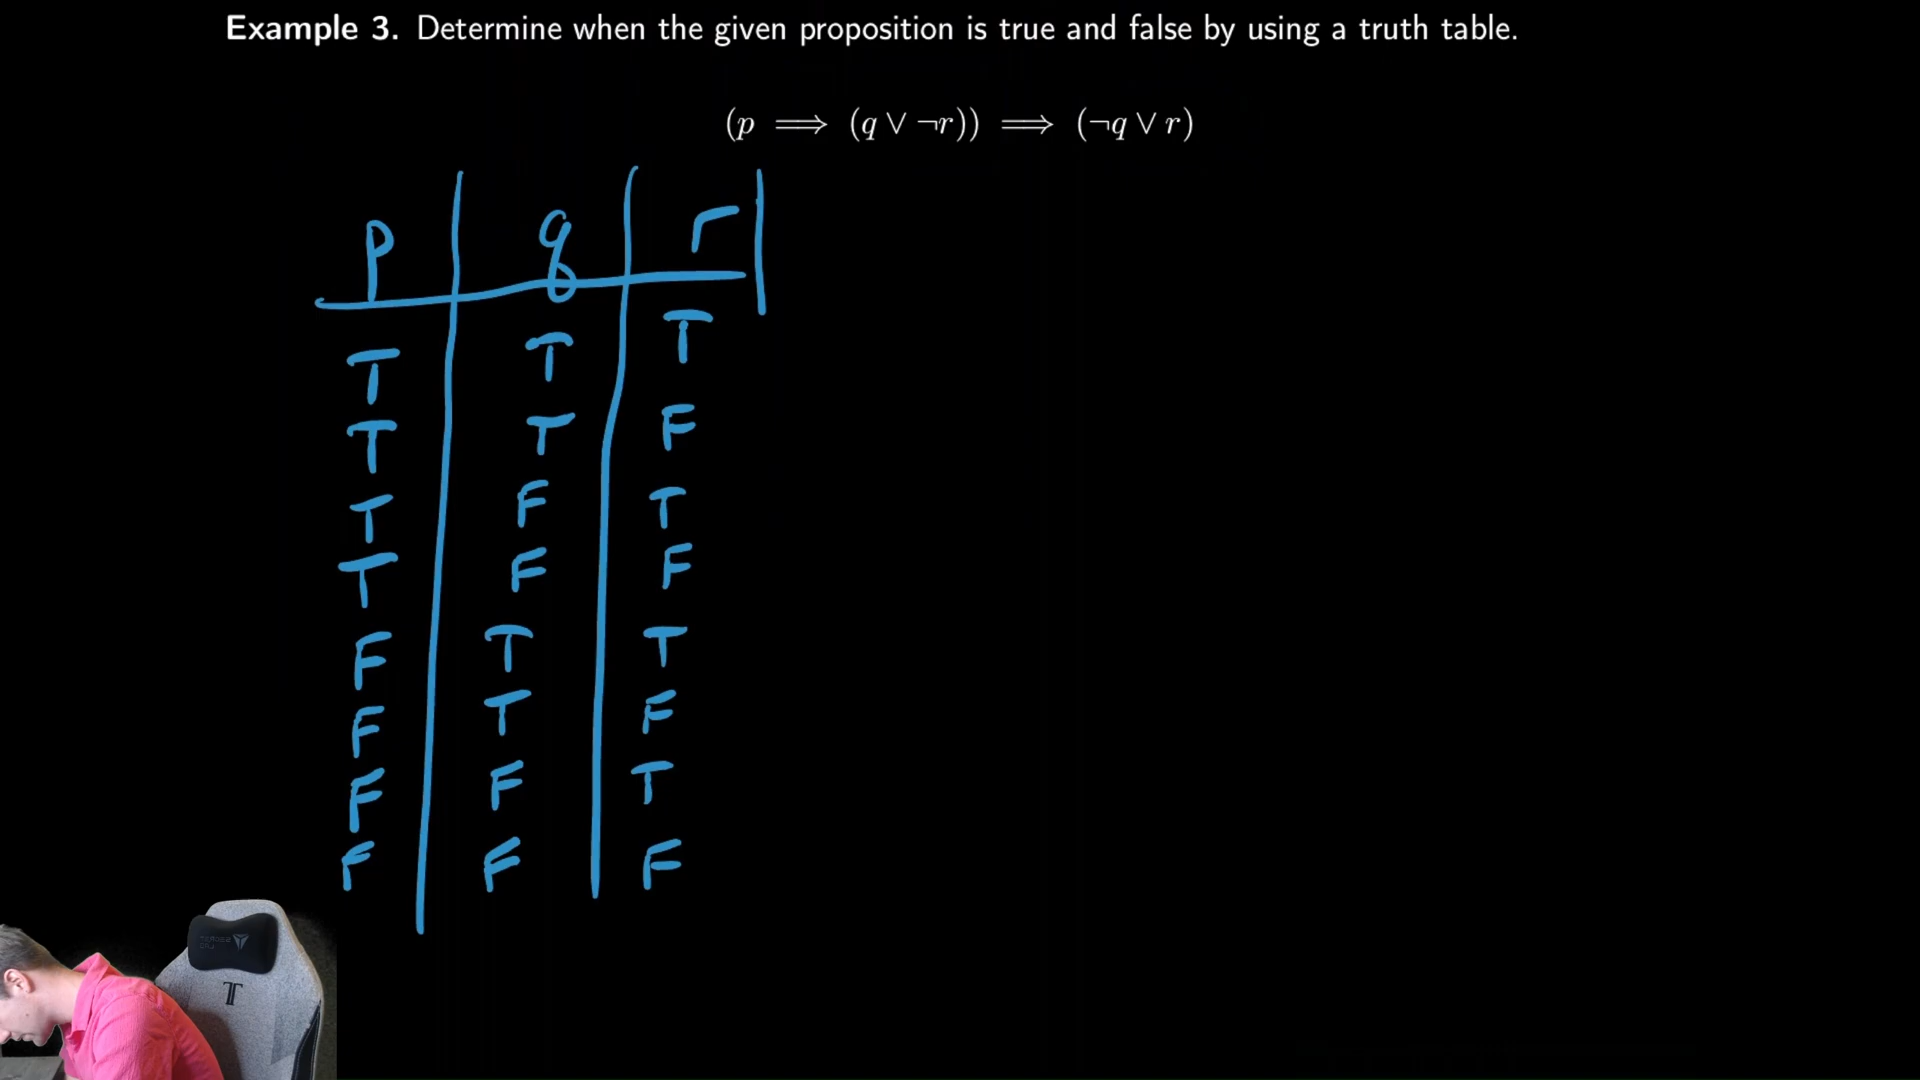 Example 3. Determine when the given proposition is true and false by using a truth table.
(p ⟹ (q ∨ ¬r)) ⟹ (¬q ∨ r)
p q r
T T T
T T F
T F T
T F F
F T T
F T F
F F T
F F F
T